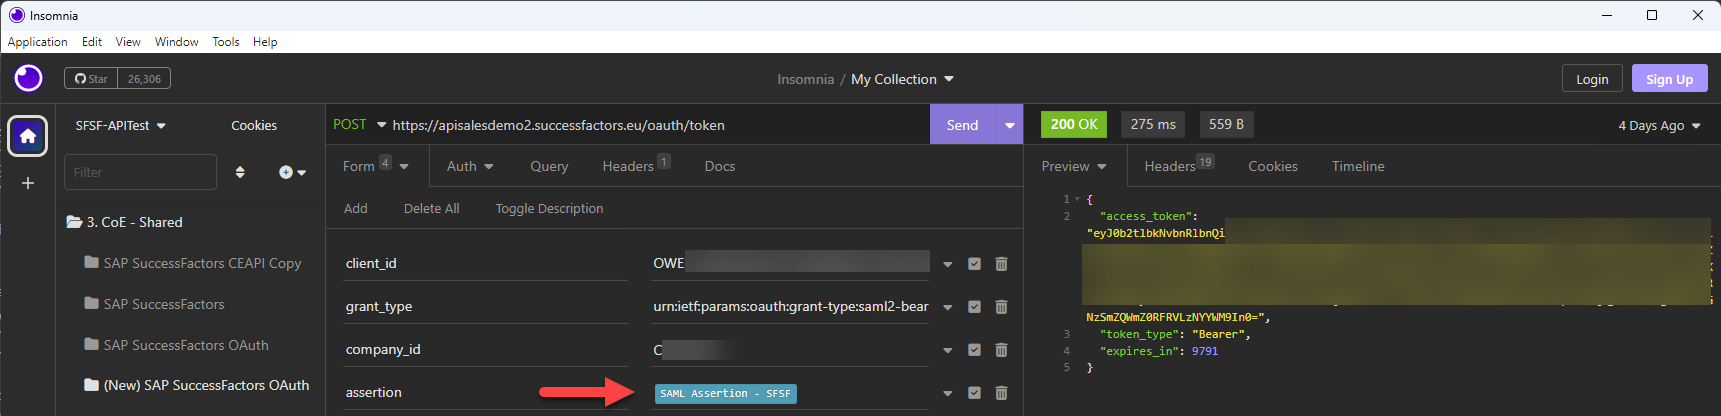 Insomnia
Application Edit View Window Tools Help
Star 26,306
Insomnia / My Collection
Login Sign Up
SFSF-APITest Cookies
POST https://apisalesdemo2.successfactors.eu/oauth/token Send
200 OK 275 ms 559 B 4 Days Ago
Filter
Form 4 Auth Query Headers 1 Docs
Preview Headers 19 Cookies Timeline
Add Delete All Toggle Description
3. CoE - Shared
SAP SuccessFactors CEAPI Copy
SAP SuccessFactors
SAP SuccessFactors OAuth
(New) SAP SuccessFactors OAuth
client_id OWE
grant_type urn:ietf:params:oauth:grant-type:saml2-bear
company_id C
assertion SAML Assertion - SFSF
1 {
2 "access_token":
"eyJ0b2tlbkNvbnRlbnQi
NzSmZQWmZ0RFRVLzNYYWM9In0=",
3 "token_type": "Bearer",
4 "expires_in": 9791
5 }